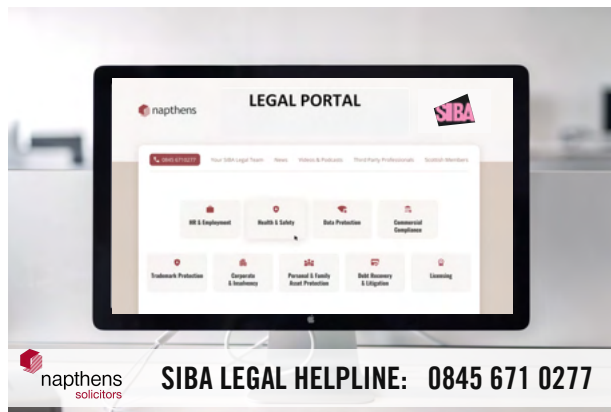 napthens
LEGAL PORTAL
SIBA
0845 6710277
Your SIBA Legal Team
News
Videos & Podcasts
Third Party Professionals
Scottish Members
HR & Employment
Health & Safety
Data Protection
Commercial
Compliance
Trademark Protection
Corporate
& Insolvency
Personal & Family
Asset Protection
Debt Recovery
& Litigation
Licensing
napthens
solicitors
SIBA LEGAL HELPLINE: 0845 671 0277